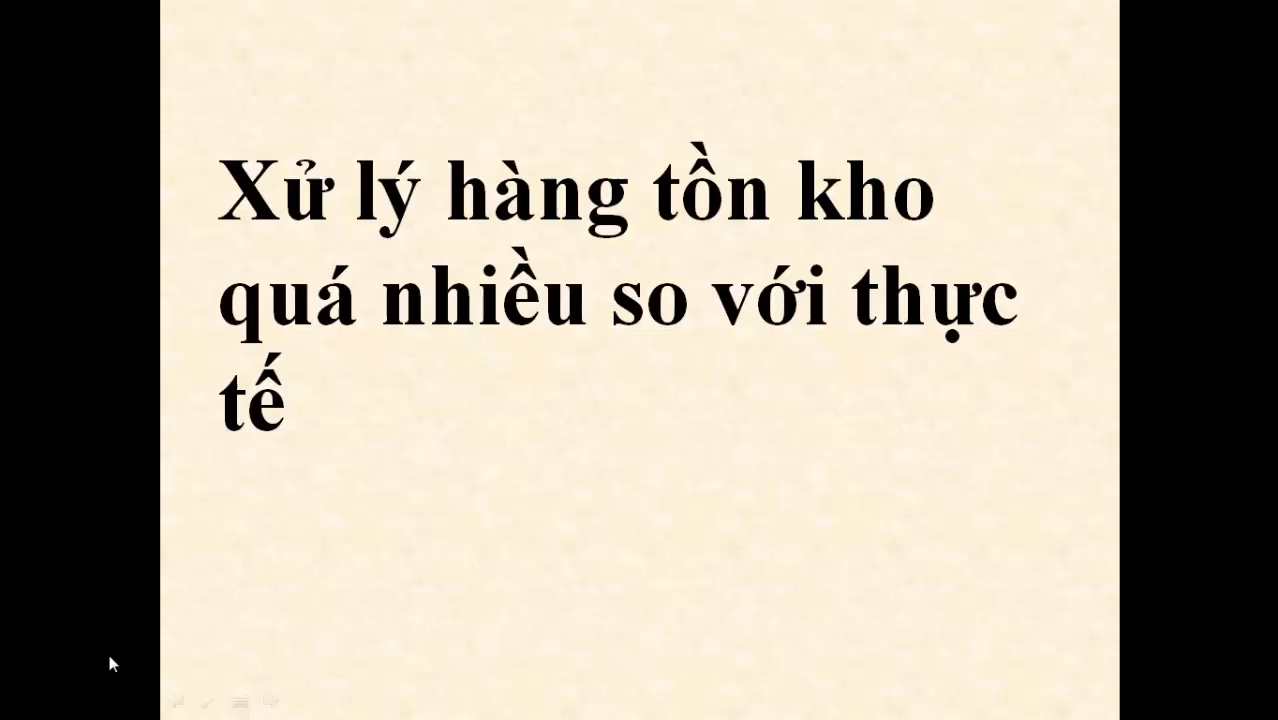 Xử lý hàng tồn kho
quá nhiều so với thực
tế